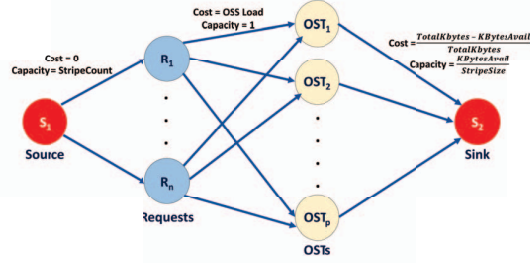 Cost = OSS Load
Capacity = 1
OST1
Cost = TotalKbytes − KBytesAvail
TotalKbytes
Capacity = KBytesAvail
StripeSize
Cost = 0
Capacity= StripeCount
R1
OST2
S1
Source
S2
Sink
Rn
Requests
OSTp
OSTs